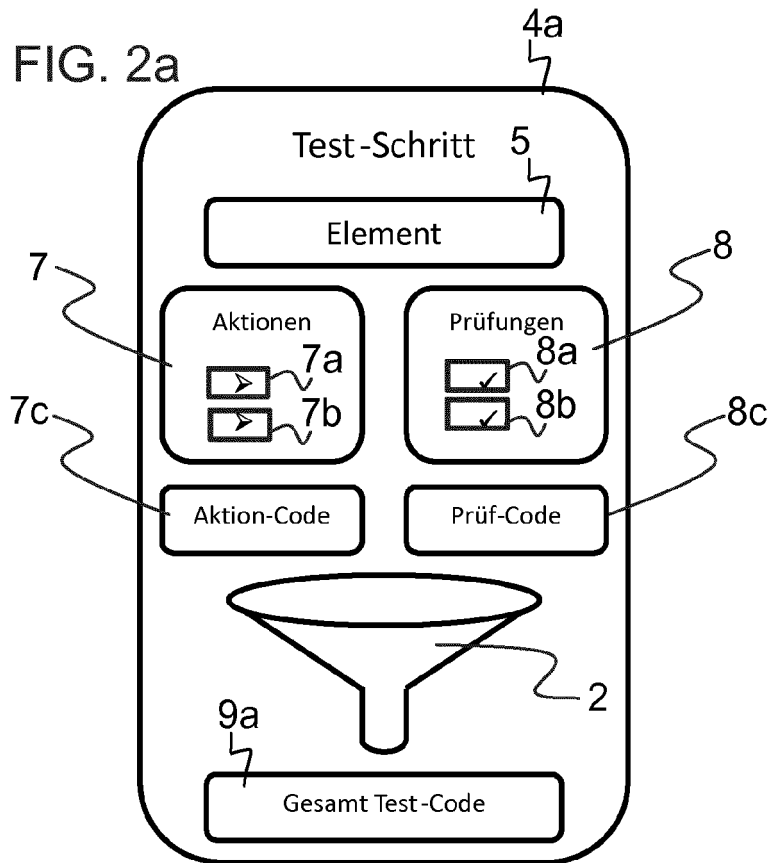 4a
FIG. 2a
Test-Schritt
5
Element
7
8
Aktionen
Prüfungen
7a
8a
7b
8b
7c
8c
Aktion-Code
Prüf-Code
2
9a
Gesamt Test-Code